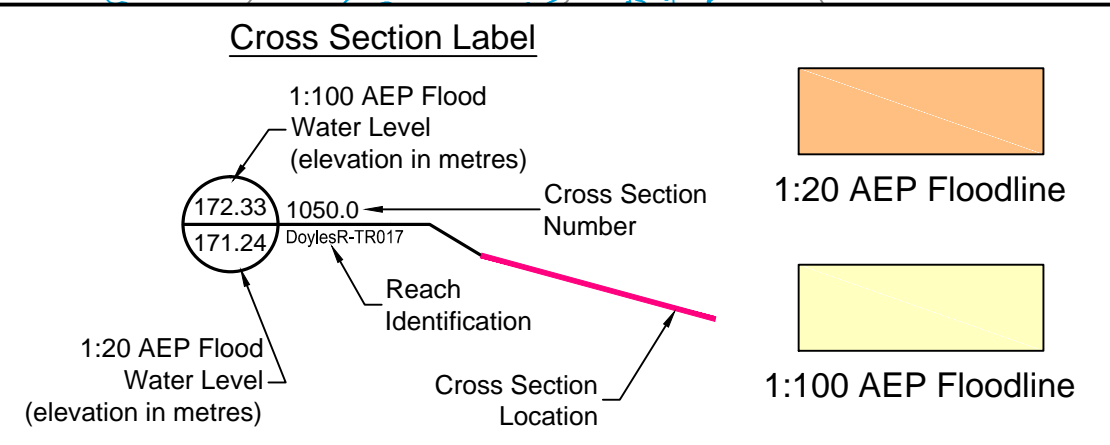 Cross Section Label
1:100 AEP Flood
Water Level
(elevation in metres)
172.33
171.24
1050.0
DoylesR-TR017
Cross Section
Number
Reach
Identification
1:20 AEP Flood
Water Level
(elevation in metres)
Cross Section
Location
1:20 AEP Floodline
1:100 AEP Floodline